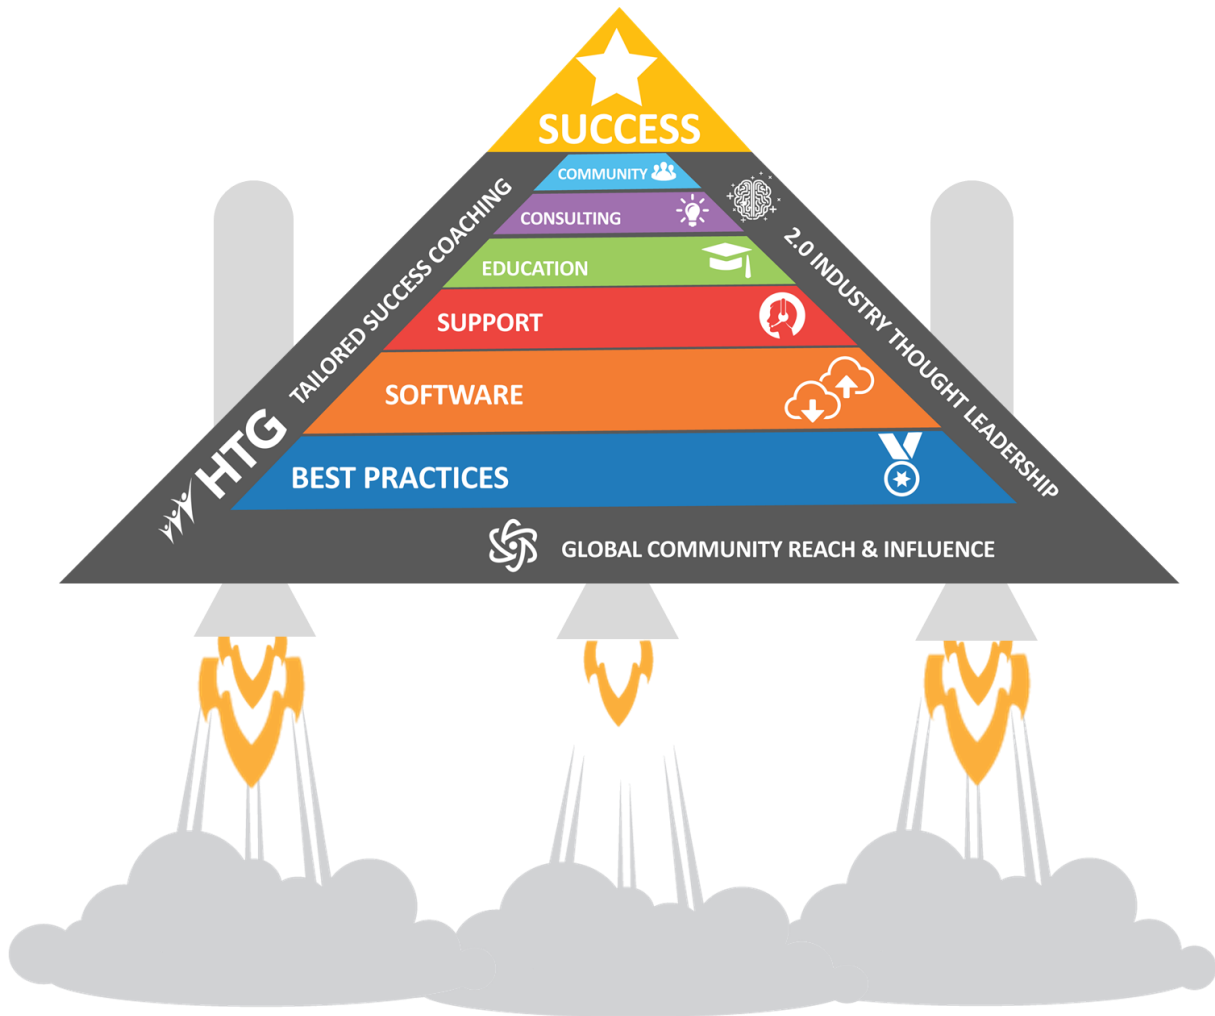 SUCCESS
COMMUNITY
CONSULTING
EDUCATION
SUPPORT
SOFTWARE
BEST PRACTICES
HTG TAILORED SUCCESS COACHING
2.0 INDUSTRY THOUGHT LEADERSHIP
GLOBAL COMMUNITY REACH & INFLUENCE